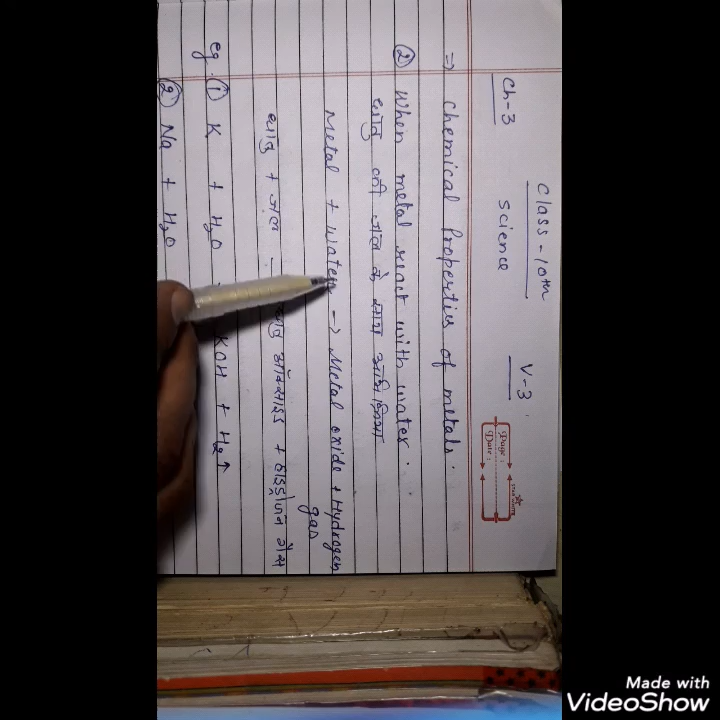 Class-10th
Ch-3 Science V-3
Page:
Date:
⇒ Chemical Properties of metals.
② When metal react with water.
धातु की जल के साथ अभिक्रिया
Metal + water → Metal oxide + Hydrogen
gas
धातु + जल → धातु ऑक्साइड + हाइड्रोजन गैस
eg. ① K + H₂O KOH + H₂↑
② Na + H₂O
Made with
VideoShow